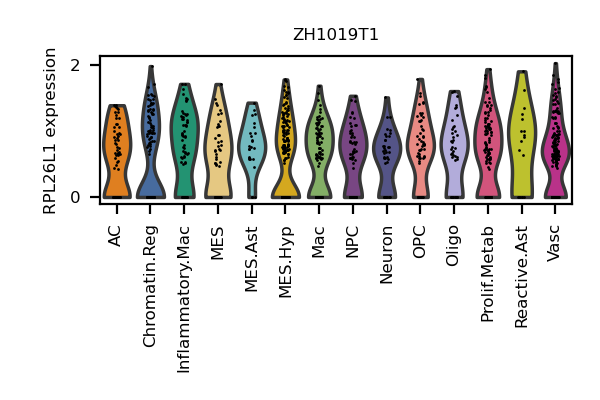 ZH1019T1
RPL26L1 expression
2
0
AC
Chromatin.Reg
Inflammatory.Mac
MES
MES.Ast
MES.Hyp
Mac
NPC
Neuron
OPC
Oligo
Prolif.Metab
Reactive.Ast
Vasc